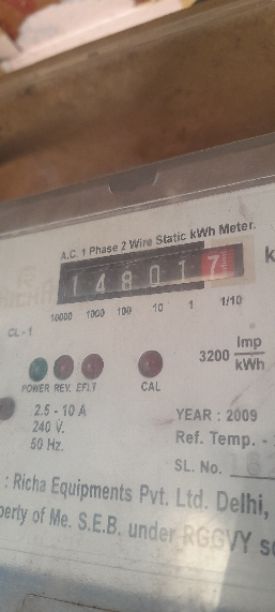 A.C. 1 Phase 2 Wire Static kWh Meter.
RICHA
1 4 8 0 1 7
k
10000 1000 100 10 1 1/10
CL - 1
3200 Imp/kWh
POWER REV. E/LT CAL
2.5 - 10 A
240 V.
50 Hz.
YEAR : 2009
Ref. Temp. -
SL. No.
: Richa Equipments Pvt. Ltd. Delhi,
perty of Me. S.E.B. under RGGVY